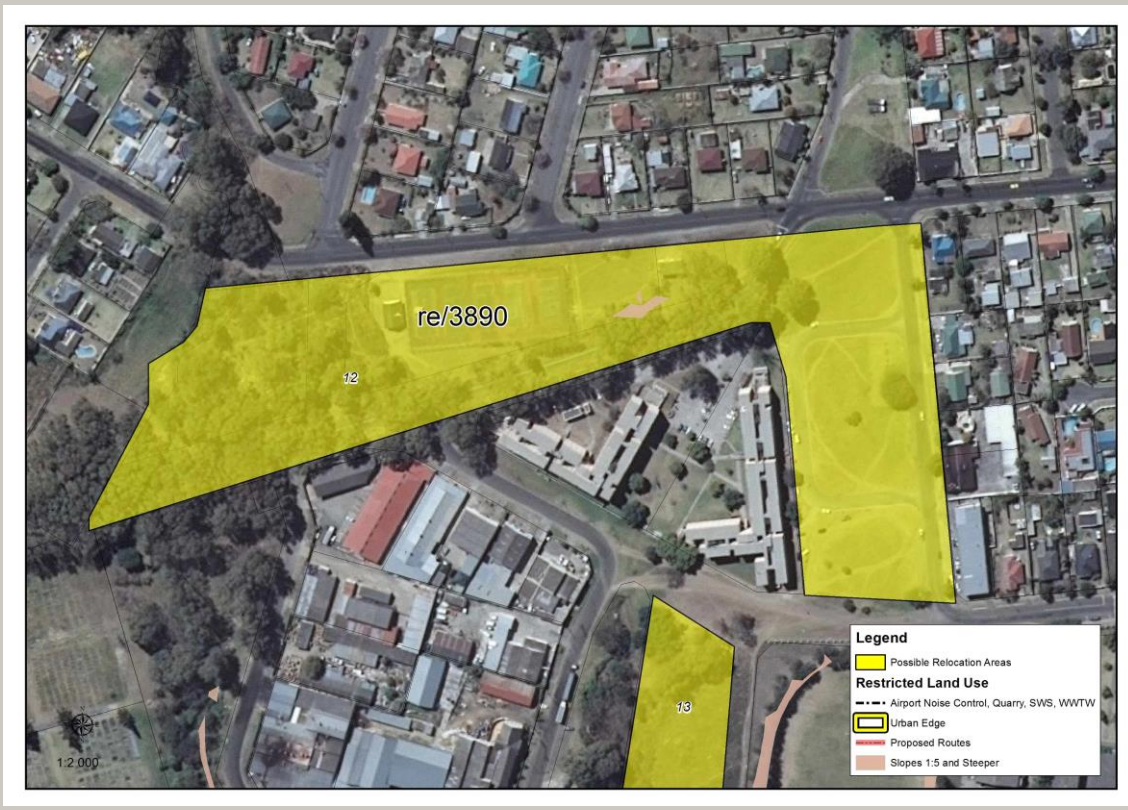 re/3890
12
13
1:2,000
Legend
Possible Relocation Areas
Restricted Land Use
Airport Noise Control, Quarry, SWS, WWTW
Urban Edge
Proposed Routes
Slopes 1:5 and Steeper